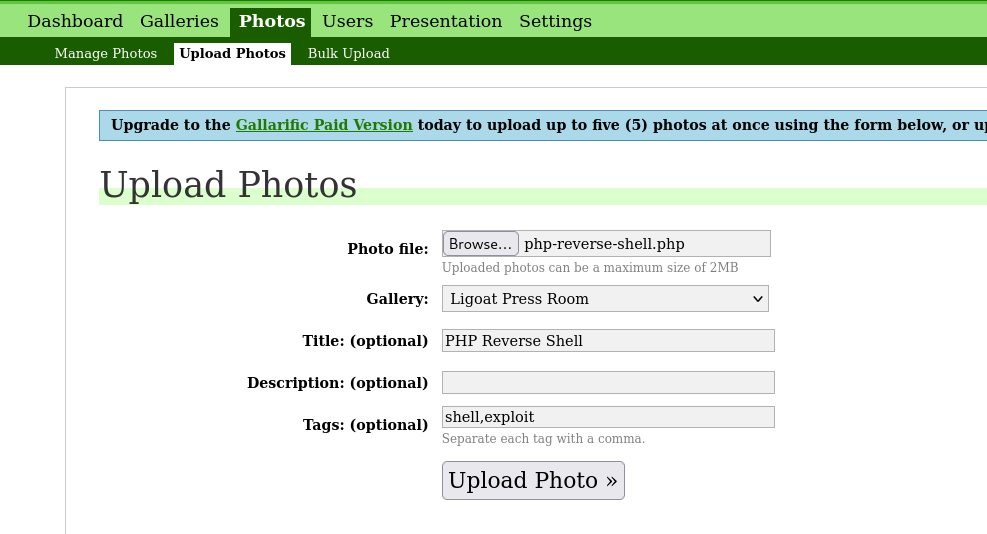 Dashboard Galleries Photos Users Presentation Settings
Manage Photos Upload Photos Bulk Upload
Upgrade to the Gallarific Paid Version today to upload up to five (5) photos at once using the form below, or up
Upload Photos
Photo file: Browse... php-reverse-shell.php
Uploaded photos can be a maximum size of 2MB
Gallery: Ligoat Press Room
Title: (optional) PHP Reverse Shell
Description: (optional)
Tags: (optional) shell,exploit
Separate each tag with a comma.
Upload Photo »